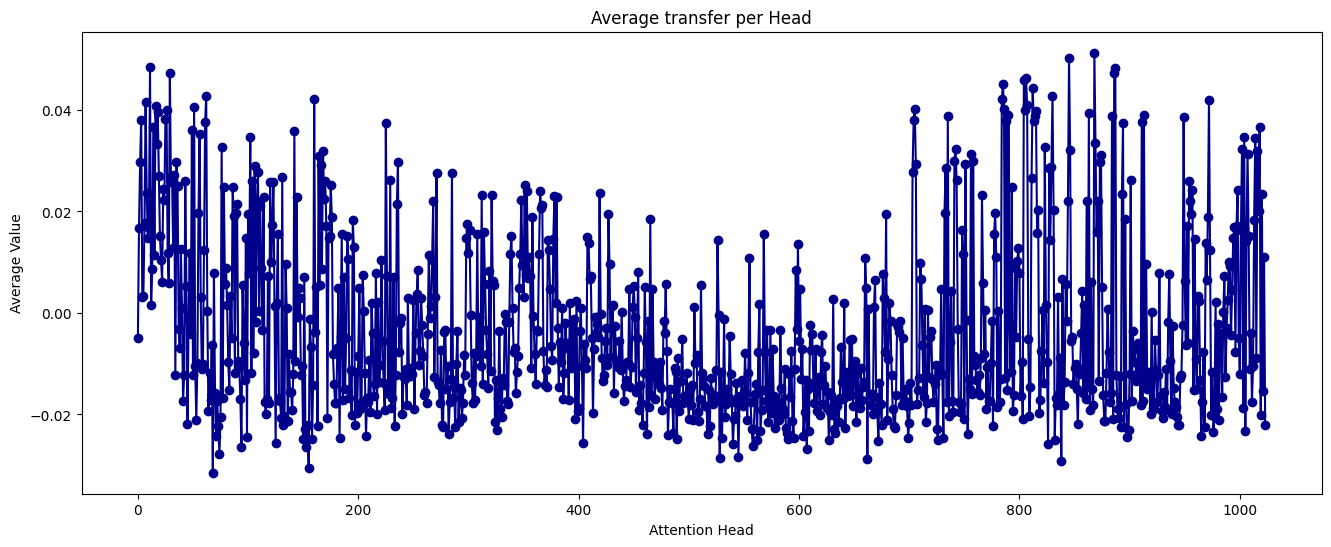 Average transfer per Head
Average Value
0.04
0.02
0.00
−0.02
0 200 400 600 800 1000
Attention Head